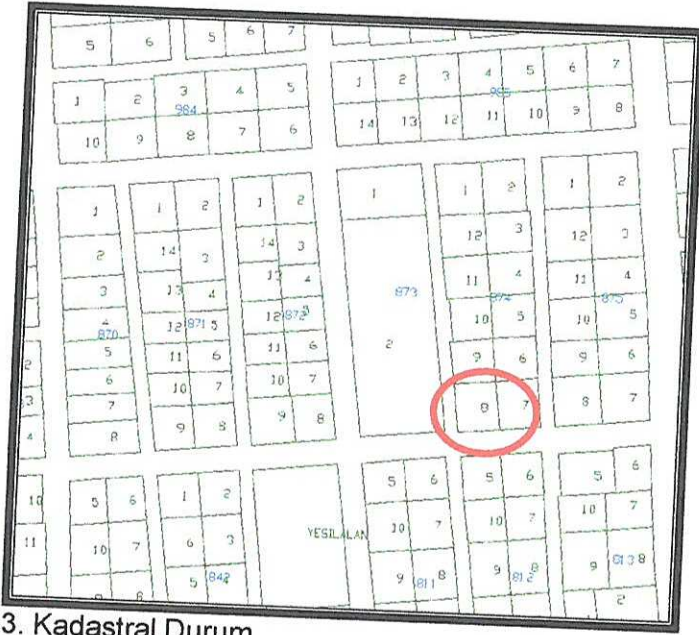 5 6 5 6 7
1 2 3 4 5 1 2 3 4 5 6 7
984 985
10 9 8 7 6 14 13 12 11 10 9 8
1 1 2 1 2 1 1 2 1 2
2 14 3 14 3 12 3 12 3
3 13 4 13 4 873 11 4 11 4
4 870 12 871 5 12 872 5 10 874 5 10 875 5
5 11 6 11 6 2 9 6 9 6
2 6 10 7 10 7
3 7 9 8 9 8 8 7 8 7
4 8
10 5 6 1 2 5 6 5 6 5 6
11 10 7 6 3 YESILALAN 10 7 10 7 10 7
5 842 9 811 8 9 812 8 9 813 8
9 8 2
3. Kadastral Durum